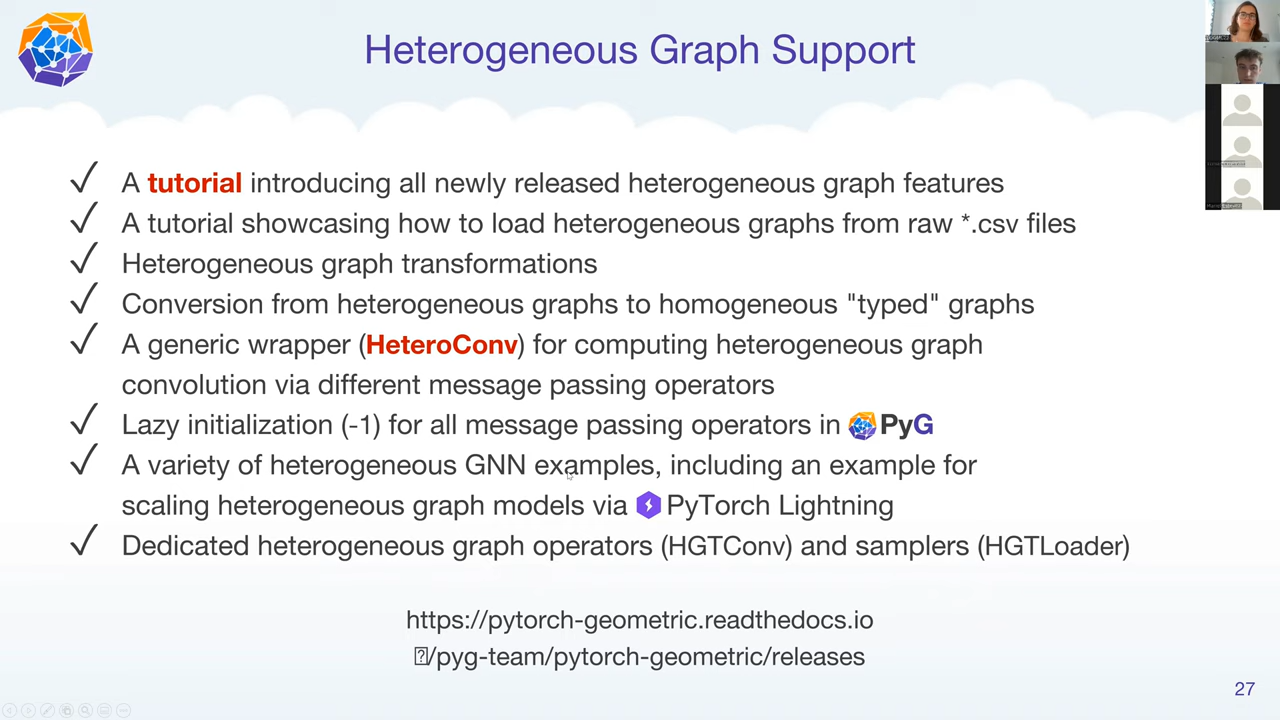 Heterogeneous Graph Support
✓ A tutorial introducing all newly released heterogeneous graph features
✓ A tutorial showcasing how to load heterogeneous graphs from raw *.csv files
✓ Heterogeneous graph transformations
✓ Conversion from heterogeneous graphs to homogeneous "typed" graphs
✓ A generic wrapper (HeteroConv) for computing heterogeneous graph
convolution via different message passing operators
✓ Lazy initialization (-1) for all message passing operators in PyG
✓ A variety of heterogeneous GNN examples, including an example for
scaling heterogeneous graph models via PyTorch Lightning
✓ Dedicated heterogeneous graph operators (HGTConv) and samplers (HGTLoader)
https://pytorch-geometric.readthedocs.io
/pyg-team/pytorch-geometric/releases
27